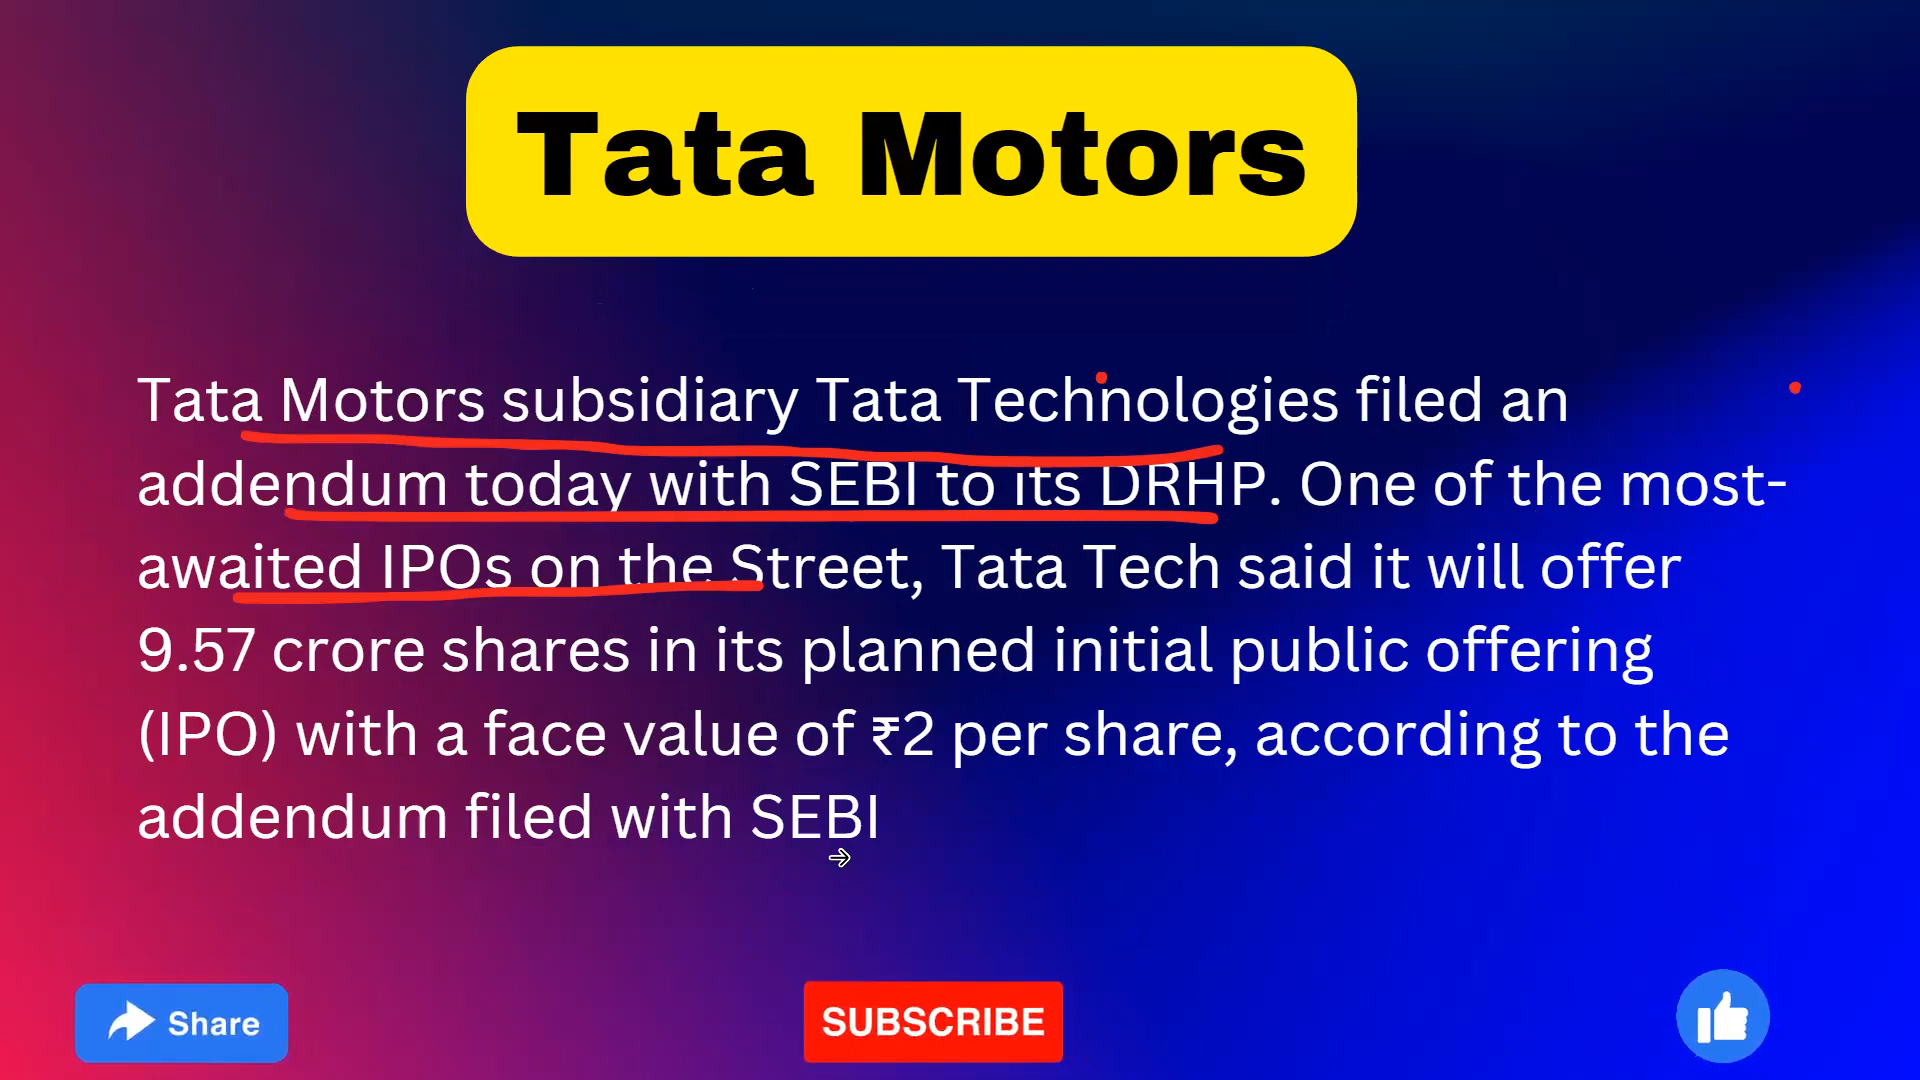 Tata Motors
Tata Motors subsidiary Tata Technologies filed an
addendum today with SEBI to its DRHP. One of the most-
awaited IPOs on the Street, Tata Tech said it will offer
9.57 crore shares in its planned initial public offering
(IPO) with a face value of ₹2 per share, according to the
addendum filed with SEBI
Share
SUBSCRIBE